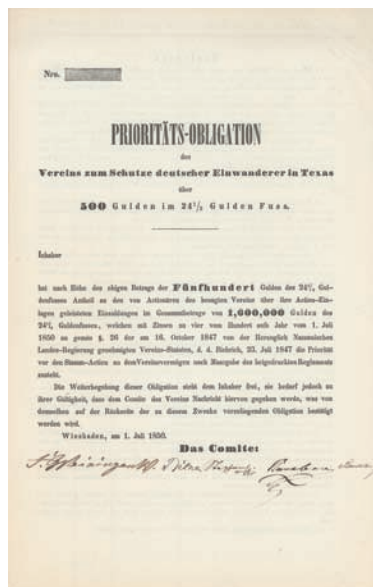 Nro.
PRIORITÄTS-OBLIGATION
des
Vereins zum Schutze deutscher Einwanderer in Texas
über
500 Gulden im 24½ Gulden Fuss.
Inhaber
hat nach Höhe des obigen Betrags der Fünfhundert Gulden des 24½ Gul-
denfusses Antheil an den von Actionären des besagten Vereins über ihre Actien-Ein-
lagen geleisteten Einzahlungen im Gesammtbetrage von 1,600,000 Gulden des
24½ Guldenfusses, welchen mit Zinsen zu vier vom Hundert seit Jahr vom 1. Juli
1850 an gemäs §. 26 der am 16. October 1847 von der Herzoglich Nassauischen
Landes-Regierung genehmigten Vereins-Statuten, d. d. Biebrich, 23. Juli 1847 die Priorität
vor den Stamm-Actien an dem Vereinsvermögen nach Massgabe des beigedruckten Reglements
zusteht.
Die Weiterbegebung dieser Obligation steht dem Inhaber frei, sie bedarf jedoch zu
ihrer Gültigkeit, dass dem Comite des Vereins Nachricht hiervon gegeben werde, was von
demselben auf der Rückseite der zu diesem Zwecke vorzulegenden Obligation bestätigt
werden wird.
Wiesbaden, am 1. Juli 1850.
Das Comite: